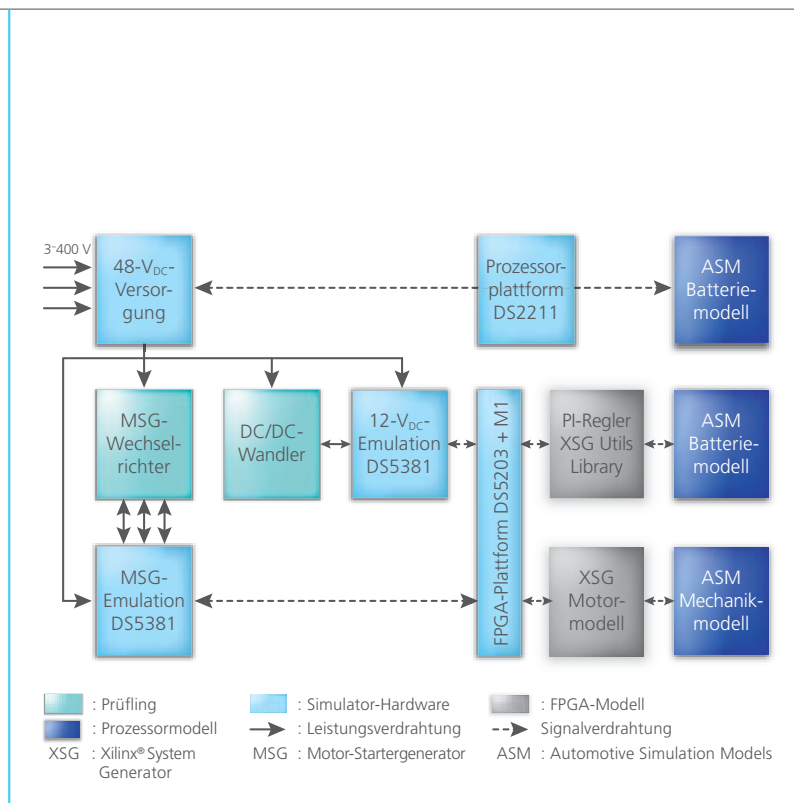 3~400 V
48-VDC-
Versor-
gung
Prozessor-
plattform
DS2211
ASM
Batterie-
modell
MSG-
Wechsel-
richter
DC/DC-
Wandler
12-VDC-
Emulation
DS5381
FPGA-Plattform DS5203 + M1
PI-Regler
XSG Utils
Library
ASM
Batterie-
modell
MSG-
Emulation
DS5381
XSG
Motor-
modell
ASM
Mechanik-
modell
: Prüfling
: Simulator-Hardware
: FPGA-Modell
: Prozessormodell
: Leistungsverdrahtung
: Signalverdrahtung
XSG : Xilinx® System
Generator
MSG : Motor-Startergenerator
ASM : Automotive Simulation Models